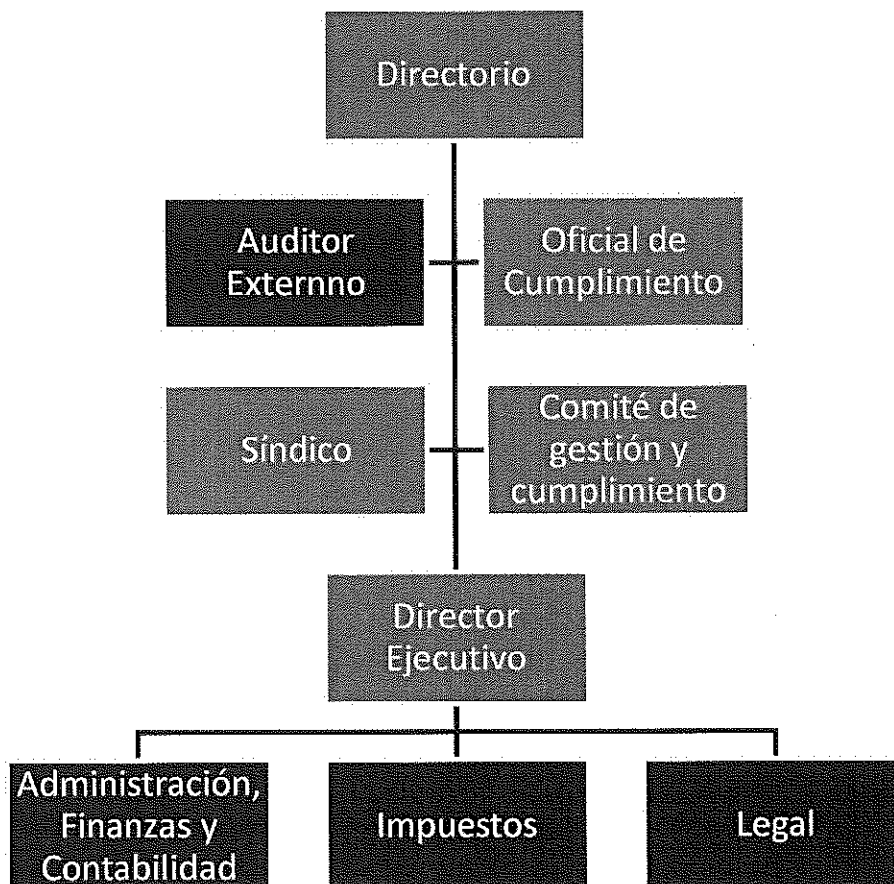 Directorio
Auditor
Externno
Oficial de
Cumplimiento
Síndico
Comité de
gestión y
cumplimiento
Director
Ejecutivo
Administración,
Finanzas y
Contabilidad
Impuestos
Legal